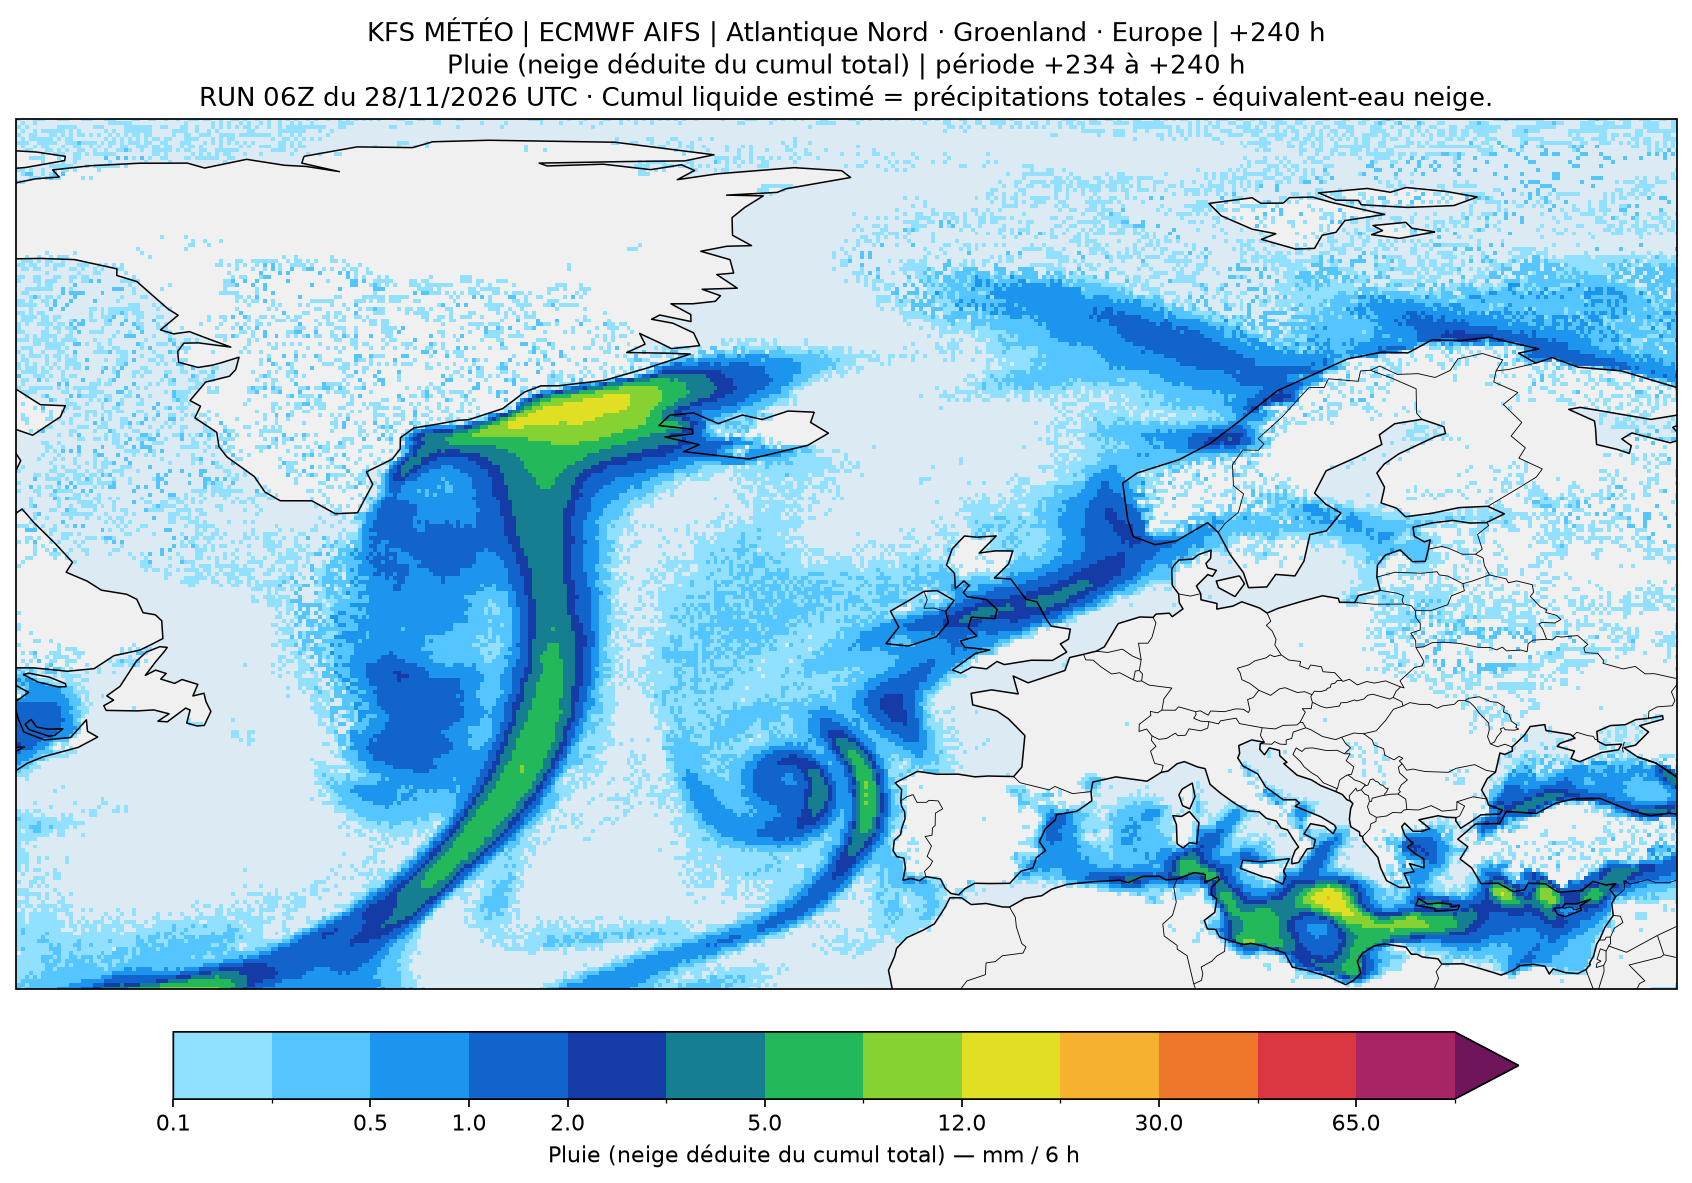 KFS MÉTÉO | ECMWF AIFS | Atlantique Nord · Groenland · Europe | +240 h
Pluie (neige déduite du cumul total) | période +234 à +240 h
RUN 06Z du 28/11/2026 UTC · Cumul liquide estimé = précipitations totales - équivalent-eau neige.
0.1 0.5 1.0 2.0 5.0 12.0 30.0 65.0
Pluie (neige déduite du cumul total) — mm / 6 h